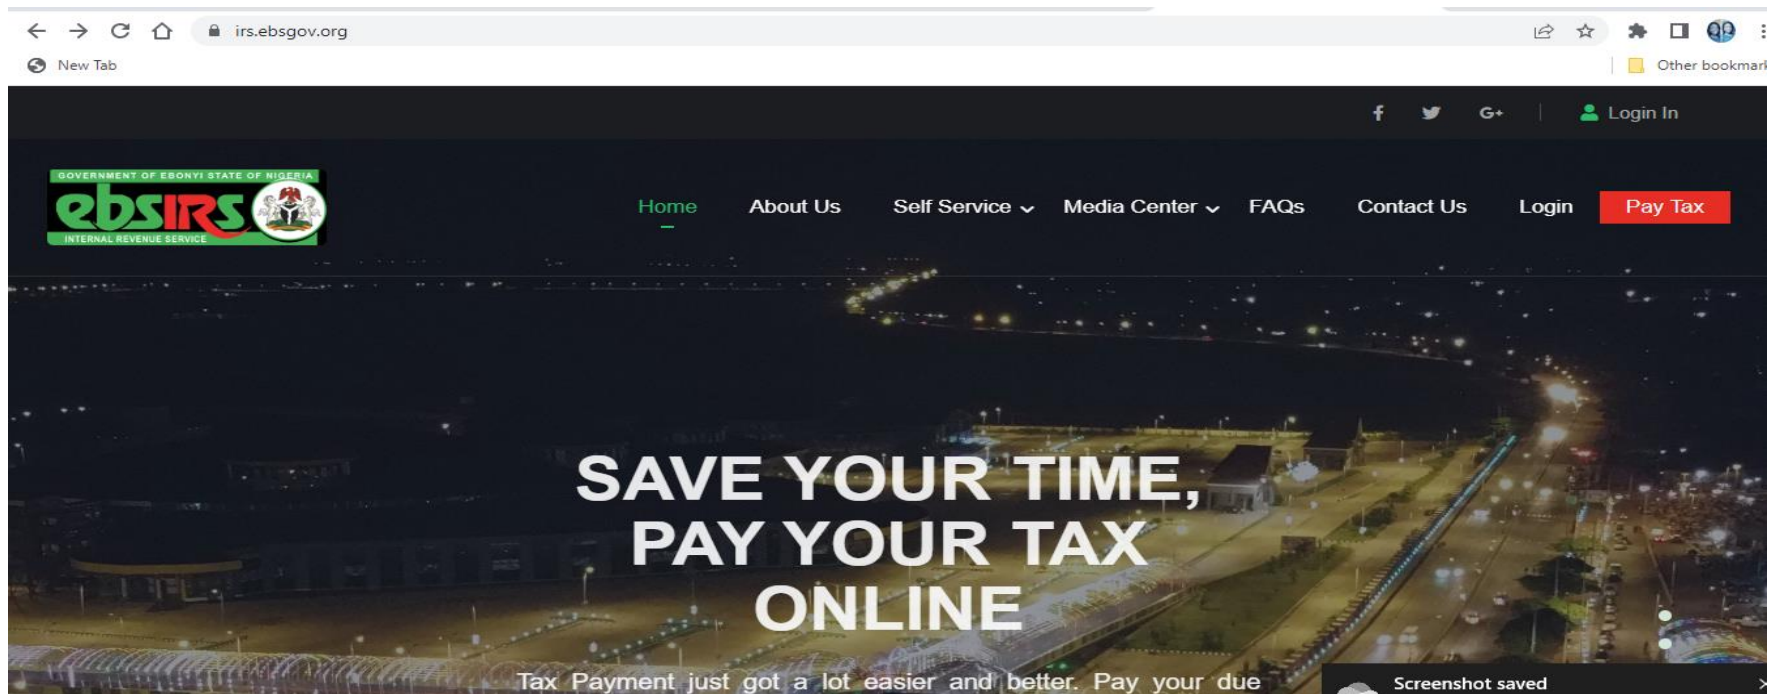 irs.ebsgov.org
New Tab
Other bookmark
G+
Login In
GOVERNMENT OF EBONYI STATE OF NIGERIA
ebsIRS
INTERNAL REVENUE SERVICE
Home About Us Self Service Media Center FAQs Contact Us Login Pay Tax
SAVE YOUR TIME,
PAY YOUR TAX
ONLINE
Tax Payment just got a lot easier and better. Pay your due
Screenshot saved